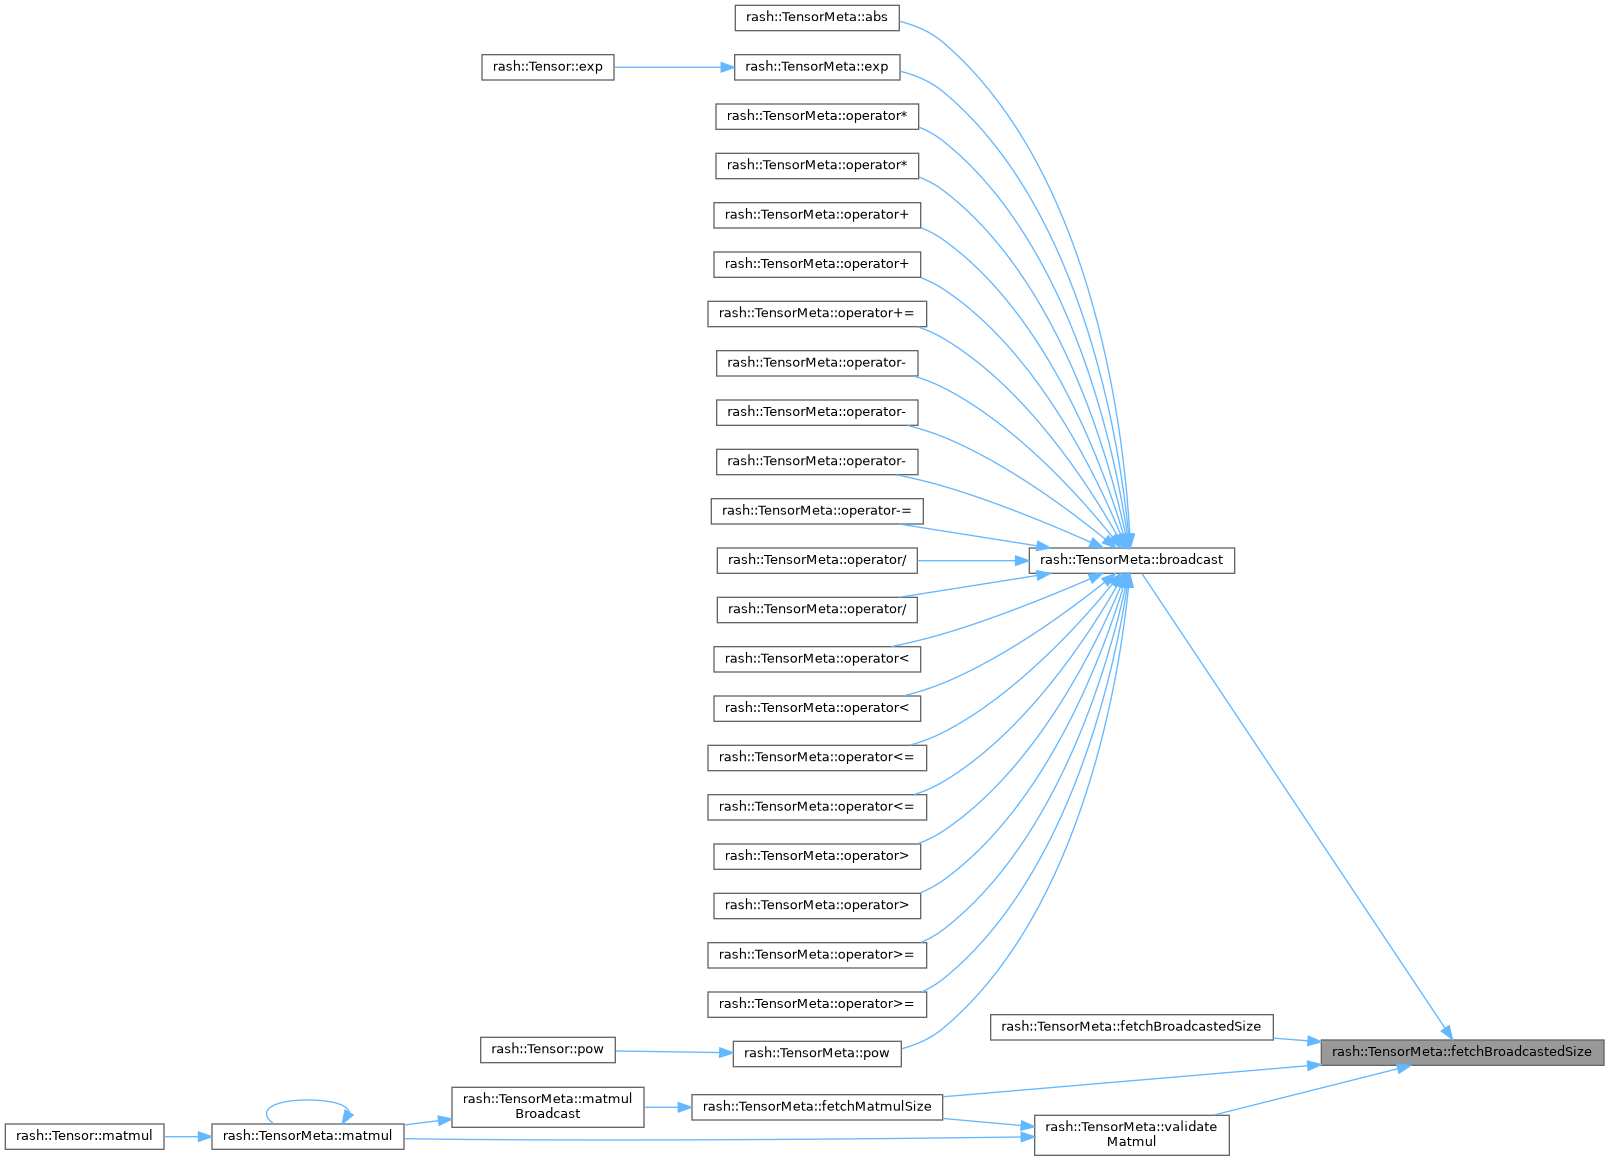 rash::TensorMeta::abs
rash::Tensor::exp
rash::TensorMeta::exp
rash::TensorMeta::operator*
rash::TensorMeta::operator*
rash::TensorMeta::operator+
rash::TensorMeta::operator+
rash::TensorMeta::operator+=
rash::TensorMeta::operator-
rash::TensorMeta::operator-
rash::TensorMeta::operator-
rash::TensorMeta::operator-=
rash::TensorMeta::operator/
rash::TensorMeta::broadcast
rash::TensorMeta::operator/
rash::TensorMeta::operator<
rash::TensorMeta::operator<
rash::TensorMeta::operator<=
rash::TensorMeta::operator<=
rash::TensorMeta::operator>
rash::TensorMeta::operator>
rash::TensorMeta::operator>=
rash::TensorMeta::operator>=
rash::TensorMeta::fetchBroadcastedSize
rash::Tensor::pow
rash::TensorMeta::pow
rash::TensorMeta::fetchBroadcastedSize
rash::TensorMeta::matmul
Broadcast
rash::TensorMeta::fetchMatmulSize
rash::TensorMeta::validate
Matmul
rash::Tensor::matmul
rash::TensorMeta::matmul